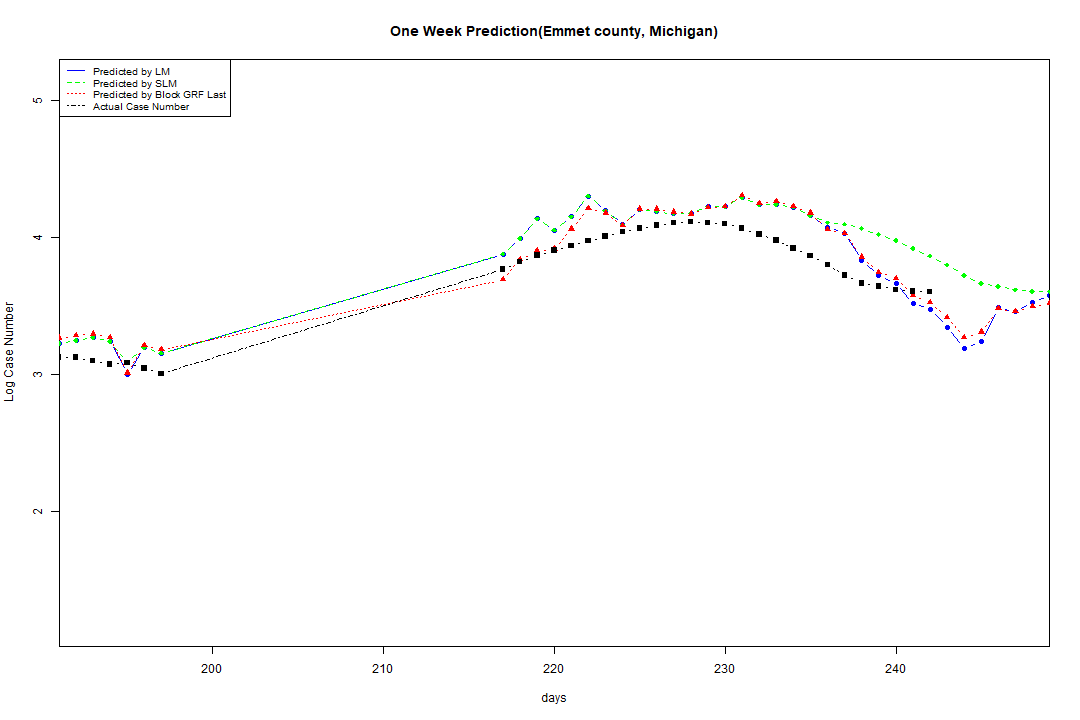 One Week Prediction(Emmet county, Michigan)
Predicted by LM
Predicted by SLM
Predicted by Block GRF Last
Actual Case Number
5
4
3
2
Log Case Number
200 210 220 230 240
days